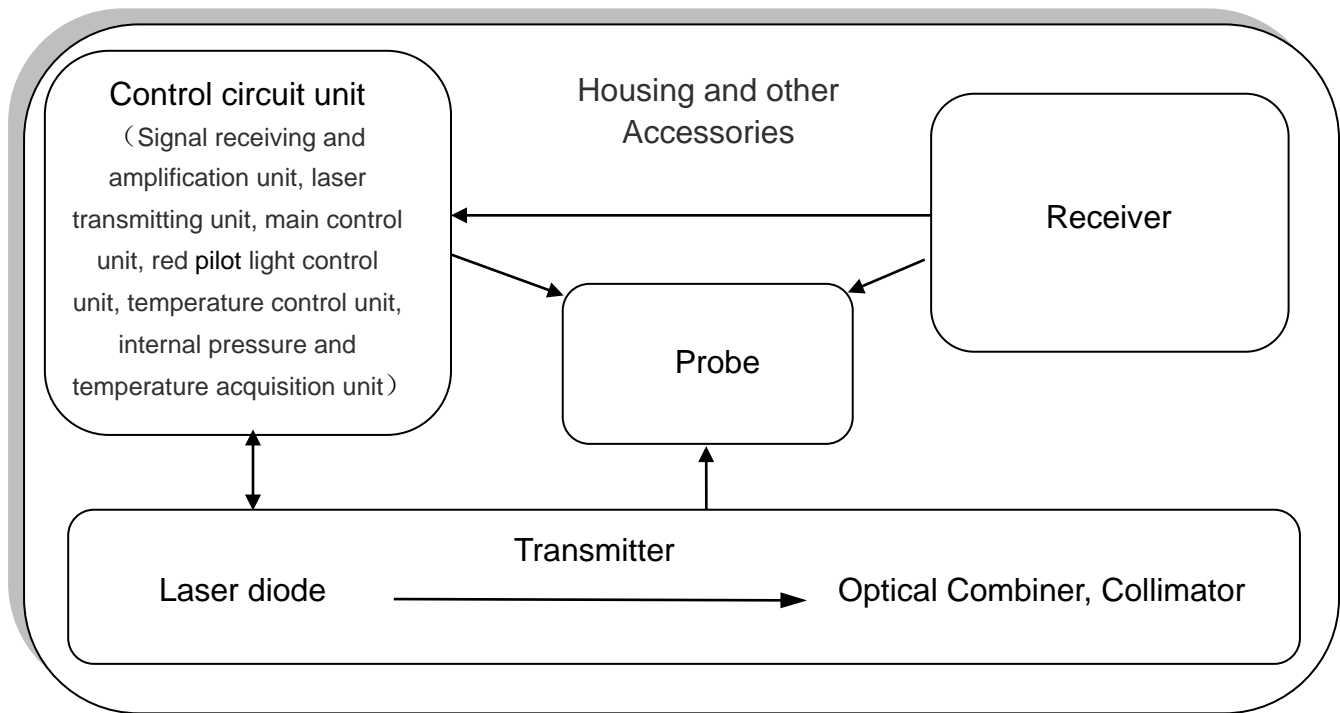 Control circuit unit
（Signal receiving and
amplification unit, laser
transmitting unit, main control
unit, red pilot light control
unit, temperature control unit,
internal pressure and
temperature acquisition unit）
Housing and other
Accessories
Receiver
Probe
Transmitter
Laser diode
Optical Combiner, Collimator